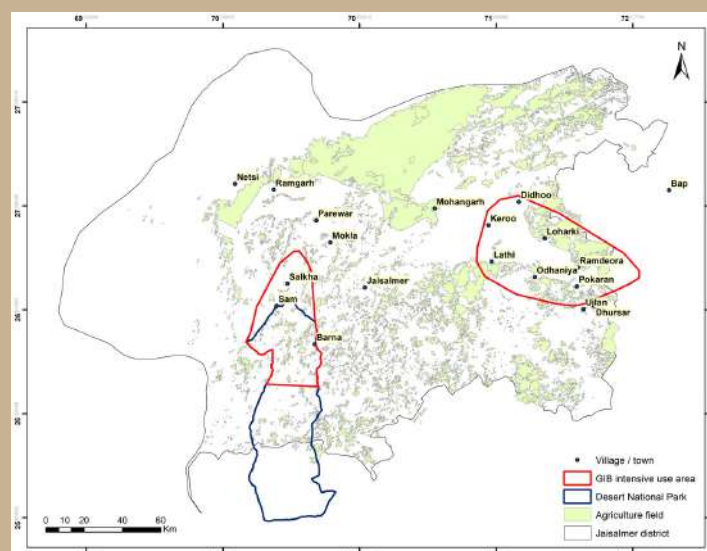 N
Bap
Netsi
Ramgarh
Didhoo
Mohangarh
Parewar
Keroo
Loharki
Mokla
Lathi
Ramdeora
Salkha
Odhaniya
Jaisalmer
Pokaran
Sam
Ujlan
Dhursar
Barna
Village / town
GIB intensive use area
Desert National Park
Agriculture field
Jaisalmer district
0 10 20 40 60
Km